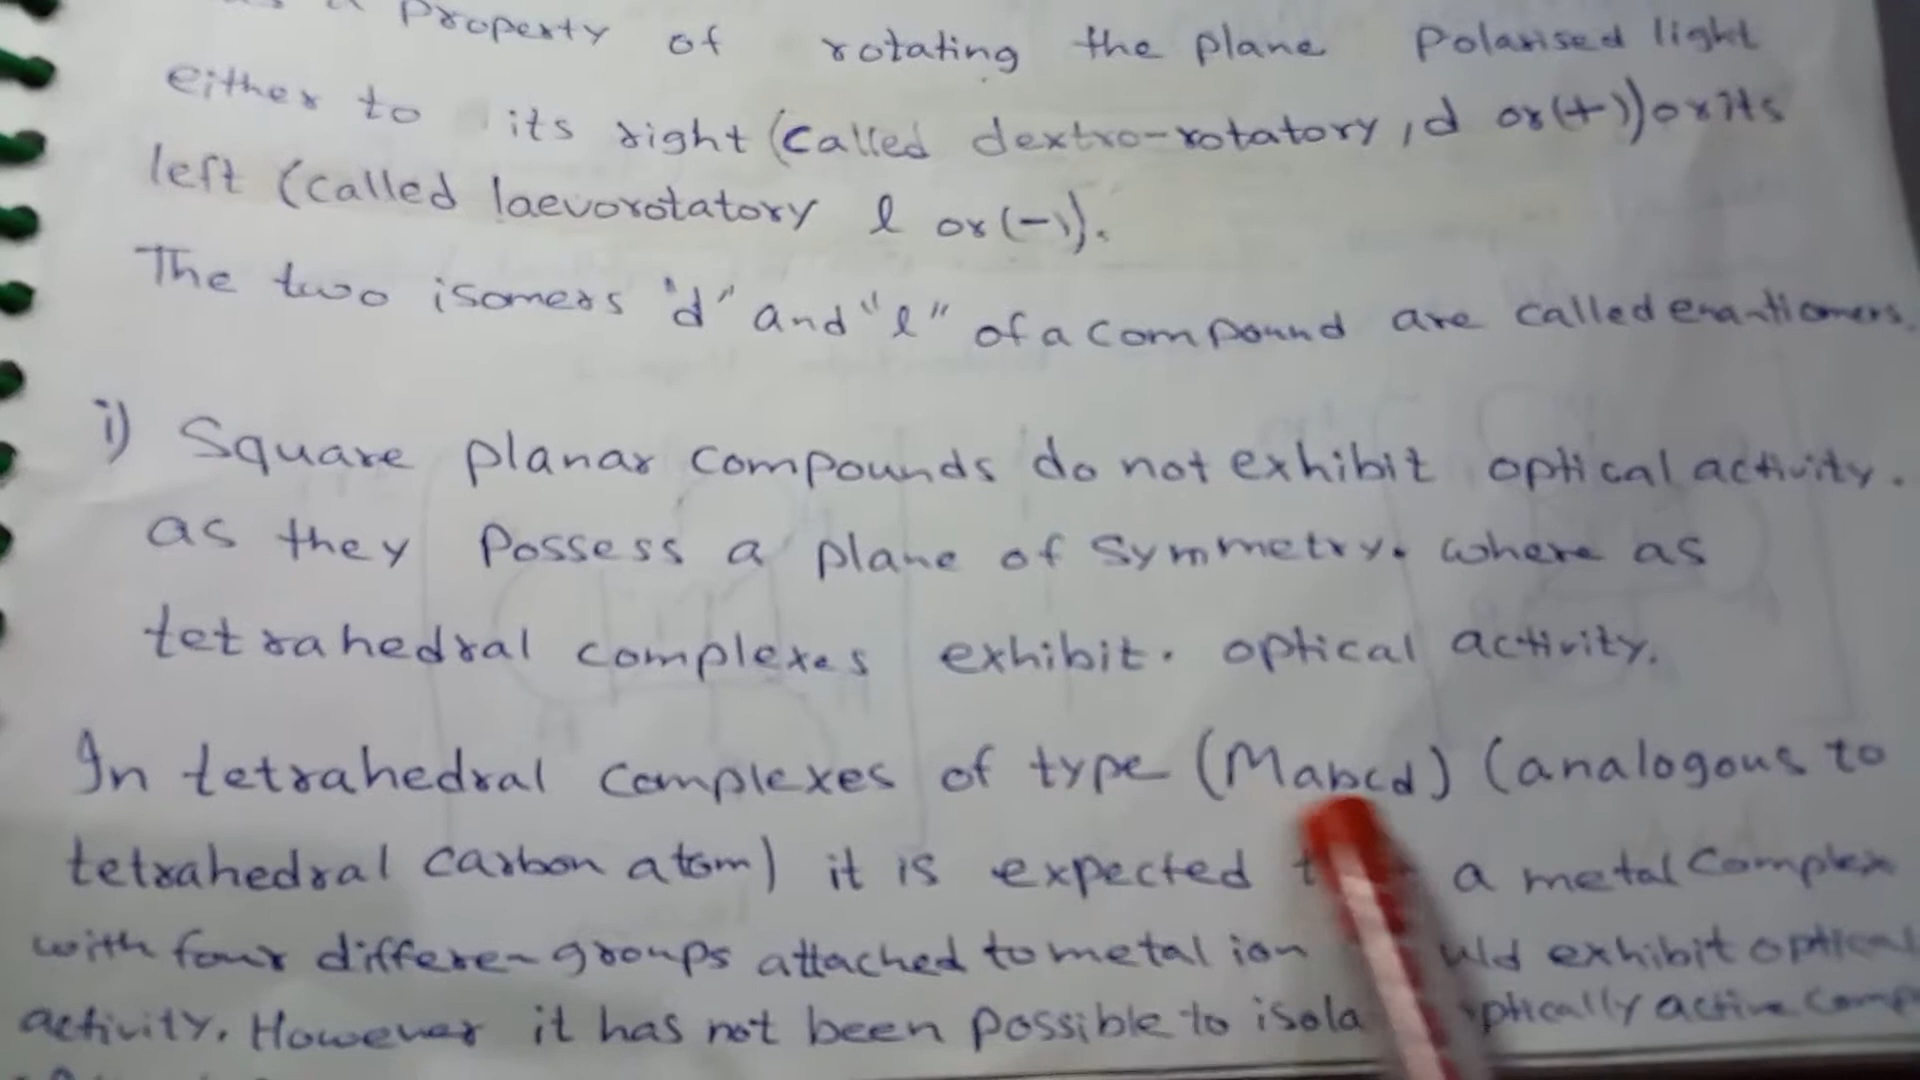 a Property of rotating the plane Polarised light
either to its right (called dextro-rotatory, d or (+)) or its
left (called laevorotatory l or (-)).
The two isomers "d" and "l" of a compound are called enantiomers.
i) Square planar compounds do not exhibit optical activity.
as they Possess a plane of Symmetry. where as
tetrahedral complexes exhibit. optical activity.
In tetrahedral complexes of type (Mabcd) (analogous to
tetrahedral carbon atom) it is expected a metal complex
with four differen groups attached to metal ion exhibit optical
activity. However it has not been possible to active